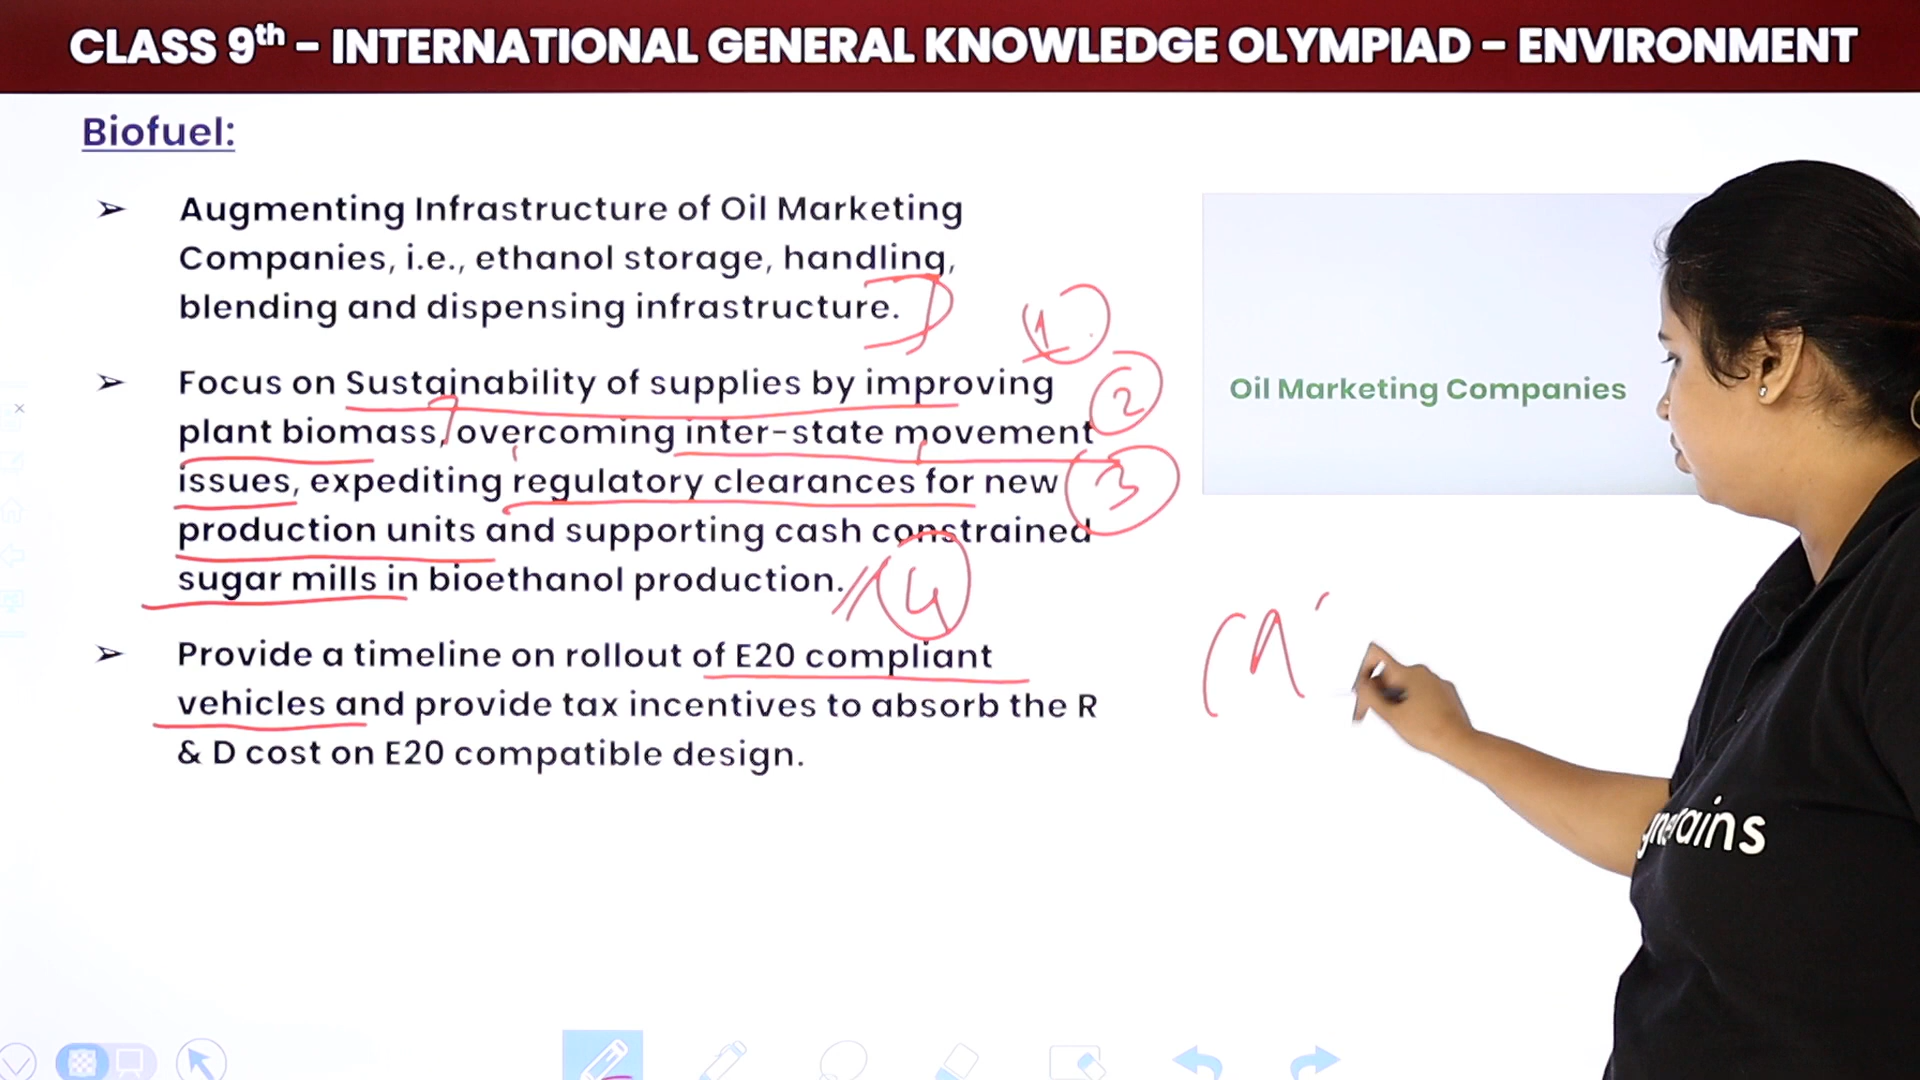 CLASS 9th - INTERNATIONAL GENERAL KNOWLEDGE OLYMPIAD - ENVIRONMENT
Biofuel:
➢ Augmenting Infrastructure of Oil Marketing
Companies, i.e., ethanol storage, handling,
blending and dispensing infrastructure.
1
➢ Focus on Sustainability of supplies by improving
2
plant biomass, overcoming inter-state movement
issues, expediting regulatory clearances for new
3
production units and supporting cash constrained
sugar mills in bioethanol production.
4
➢ Provide a timeline on rollout of E20 compliant
vehicles and provide tax incentives to absorb the R
& D cost on E20 compatible design.
Oil Marketing Companies